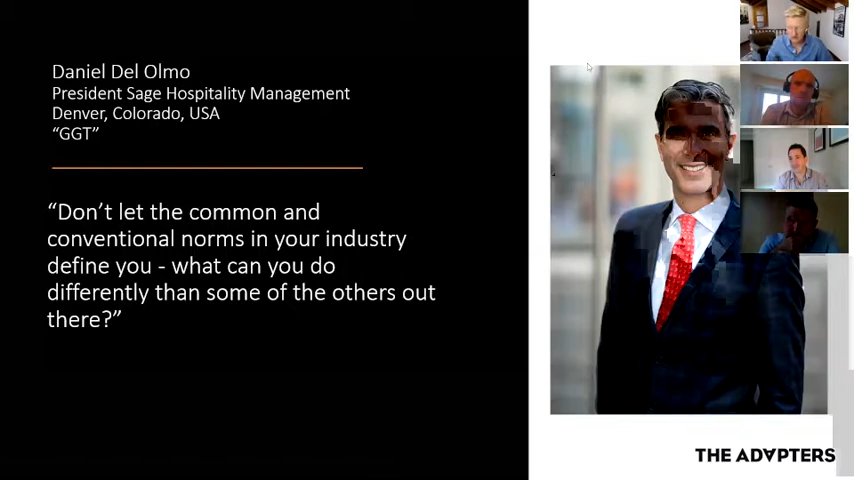 Daniel Del Olmo
President Sage Hospitality Management
Denver, Colorado, USA
“GGT”
“Don’t let the common and
conventional norms in your industry
define you - what can you do
differently than some of the others out
there?”
THE ADAPTERS